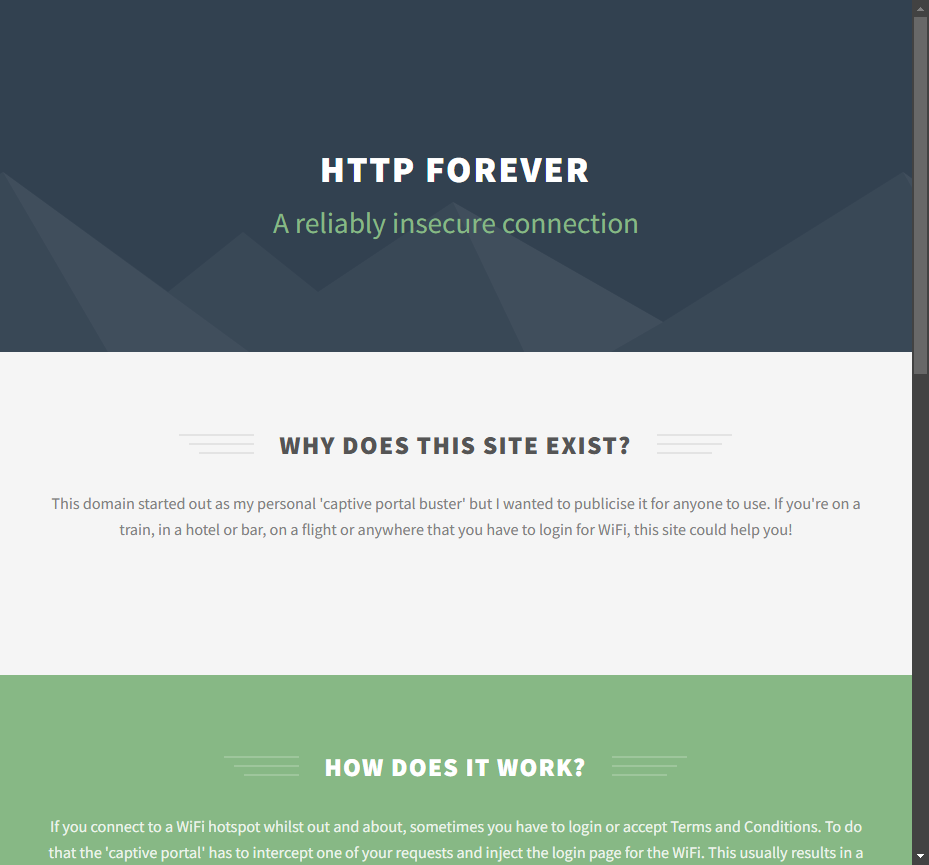 HTTP FOREVER
A reliably insecure connection
WHY DOES THIS SITE EXIST?
This domain started out as my personal 'captive portal buster' but I wanted to publicise it for anyone to use. If you're on a
train, in a hotel or bar, on a flight or anywhere that you have to login for WiFi, this site could help you!
HOW DOES IT WORK?
If you connect to a WiFi hotspot whilst out and about, sometimes you have to login or accept Terms and Conditions. To do
that the 'captive portal' has to intercept one of your requests and inject the login page for the WiFi. This usually results in a